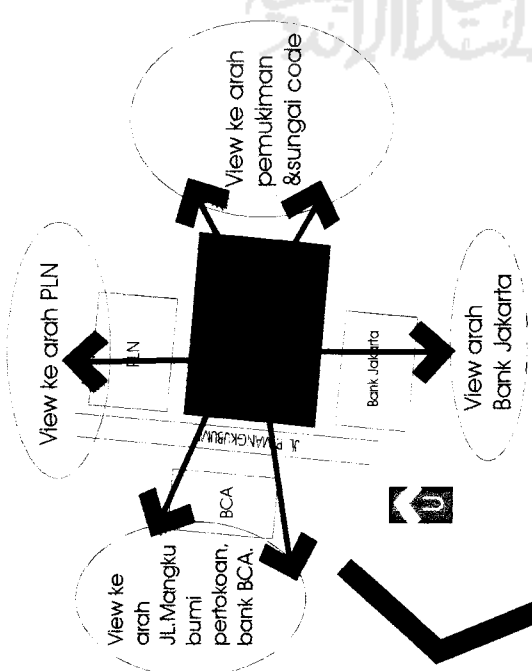 View ke arah PLN
PLN
View ke arah
pemukiman
&sungai code
JL. P. MANGKUBUMI
BCA
View ke
arah
JL.Mangku
bumi
pertokoan,
bank BCA.
Bank Jakarta
View arah
Bank Jakarta
U